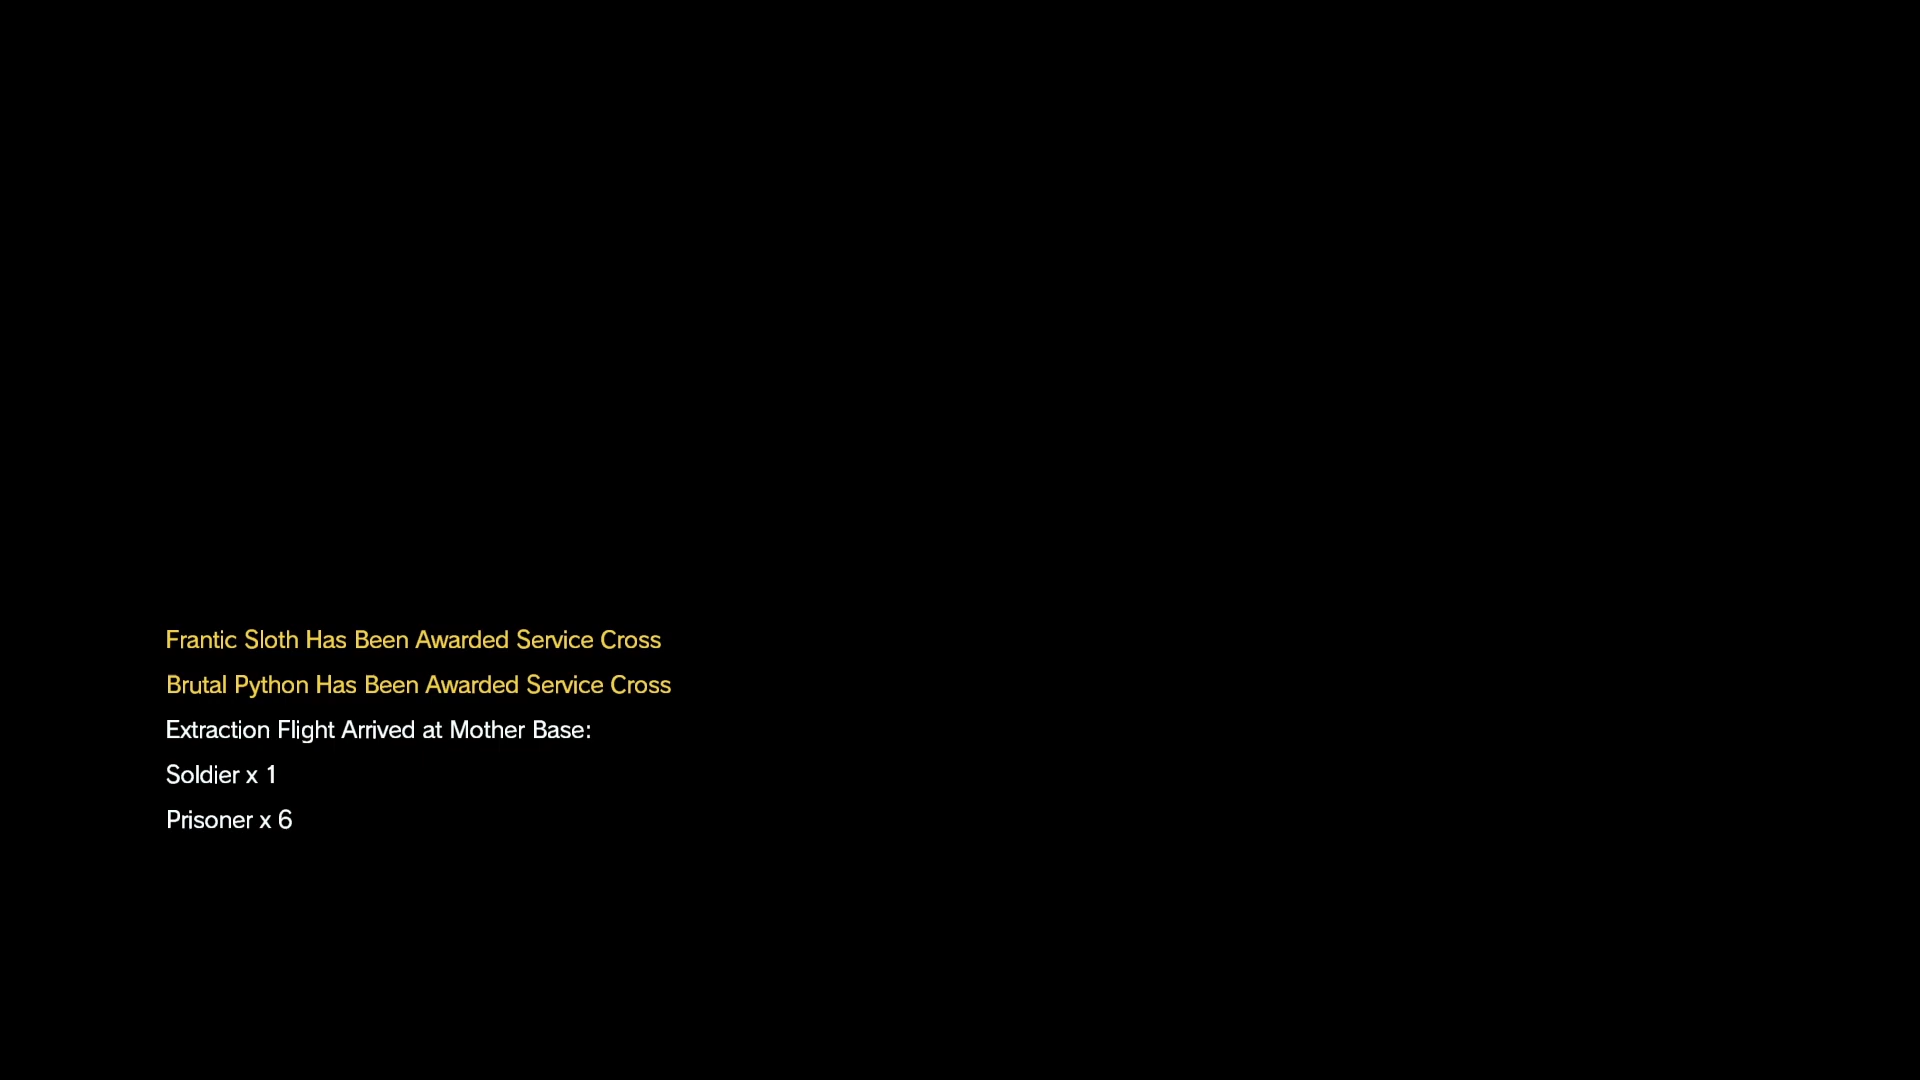 Frantic Sloth Has Been Awarded Service Cross
Brutal Python Has Been Awarded Service Cross
Extraction Flight Arrived at Mother Base:
Soldier x 1
Prisoner x 6